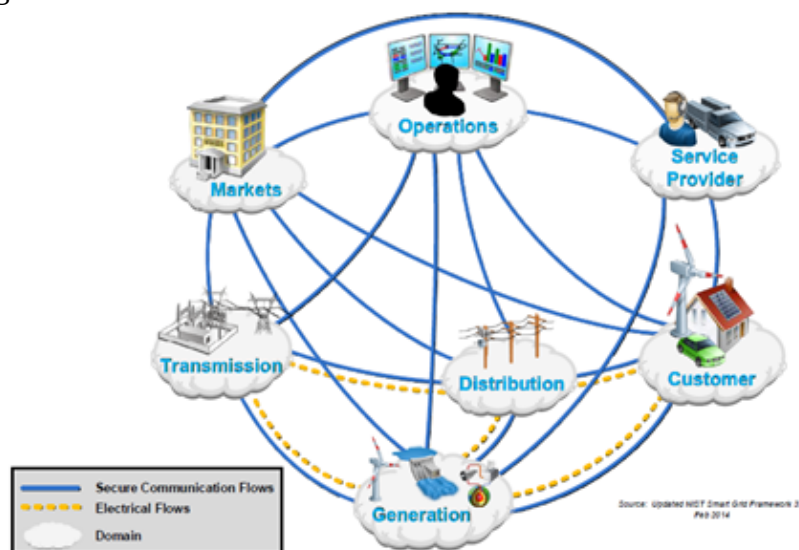 Operations
Markets
Service
Provider
Transmission
Distribution
Customer
Generation
Secure Communication Flows
Electrical Flows
Domain
Source: Updated NIST Smart Grid Framework 3
Feb 2014